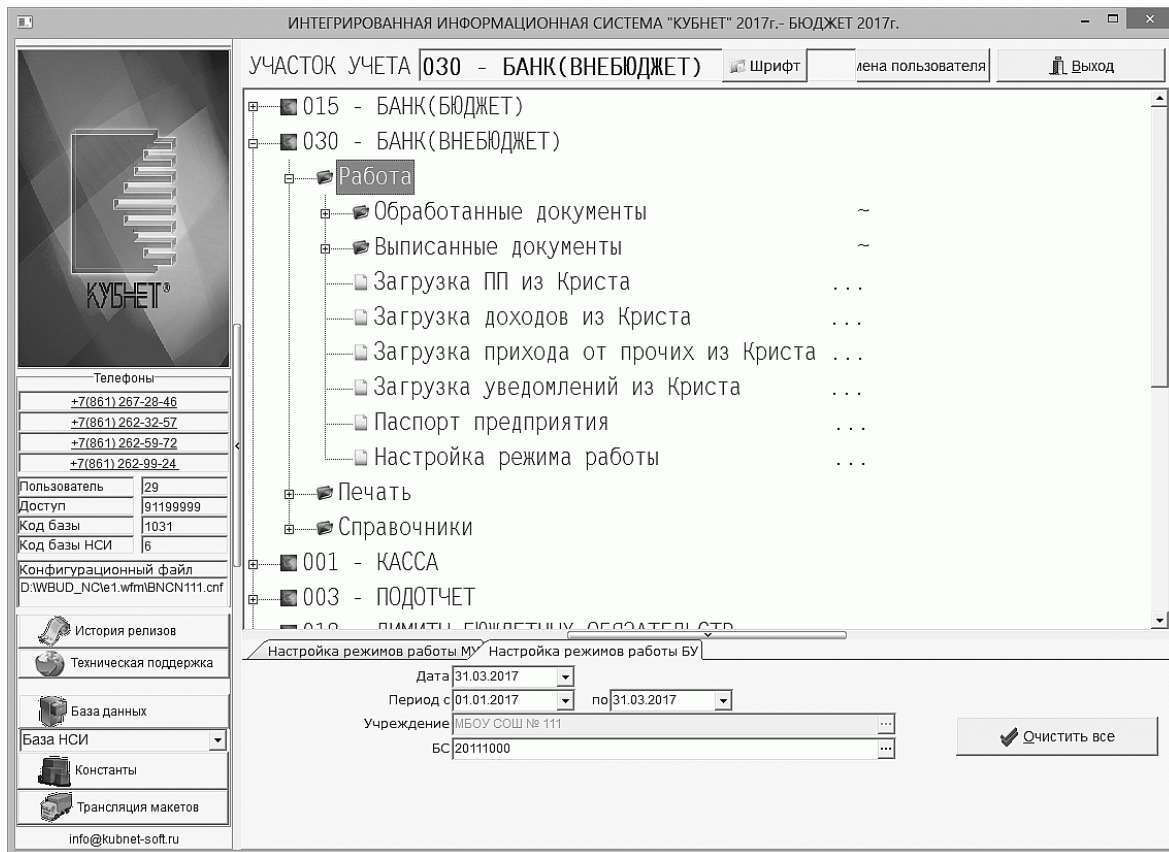 ИНТЕГРИРОВАННАЯ ИНФОРМАЦИОННАЯ СИСТЕМА "КУБНЕТ" 2017г.- БЮДЖЕТ 2017г.
УЧАСТОК УЧЕТА 030 - БАНК(ВНЕБЮДЖЕТ) Шрифт мена пользователя Выход
КУБНЕТ®
Телефоны
+7(861) 267-28-46
+7(861) 262-32-57
+7(861) 262-59-72
+7(861) 262-99-24
Пользователь 29
Доступ 91199999
Код базы 1031
Код базы НСИ 6
Конфигурационный файл
D:\WBUD_NC\e1.wfm\BNCN111.cnf
История релизов
Техническая поддержка
База данных
База НСИ
Константы
Трансляция макетов
info@kubnet-soft.ru
015 - БАНК(БЮДЖЕТ)
030 - БАНК(ВНЕБЮДЖЕТ)
Работа
Обработанные документы ~
Выписанные документы ~
Загрузка ПП из Криста ...
Загрузка доходов из Криста ...
Загрузка прихода от прочих из Криста ...
Загрузка уведомлений из Криста ...
Паспорт предприятия ...
Настройка режима работы ...
Печать
Справочники
001 - КАССА
003 - ПОДОТЧЕТ
Настройка режимов работы МУ Настройка режимов работы БУ
Дата 31.03.2017
Период с 01.01.2017 по 31.03.2017
Учреждение МБОУ СОШ № 111 ...
БС 20111000 ...
Очистить все